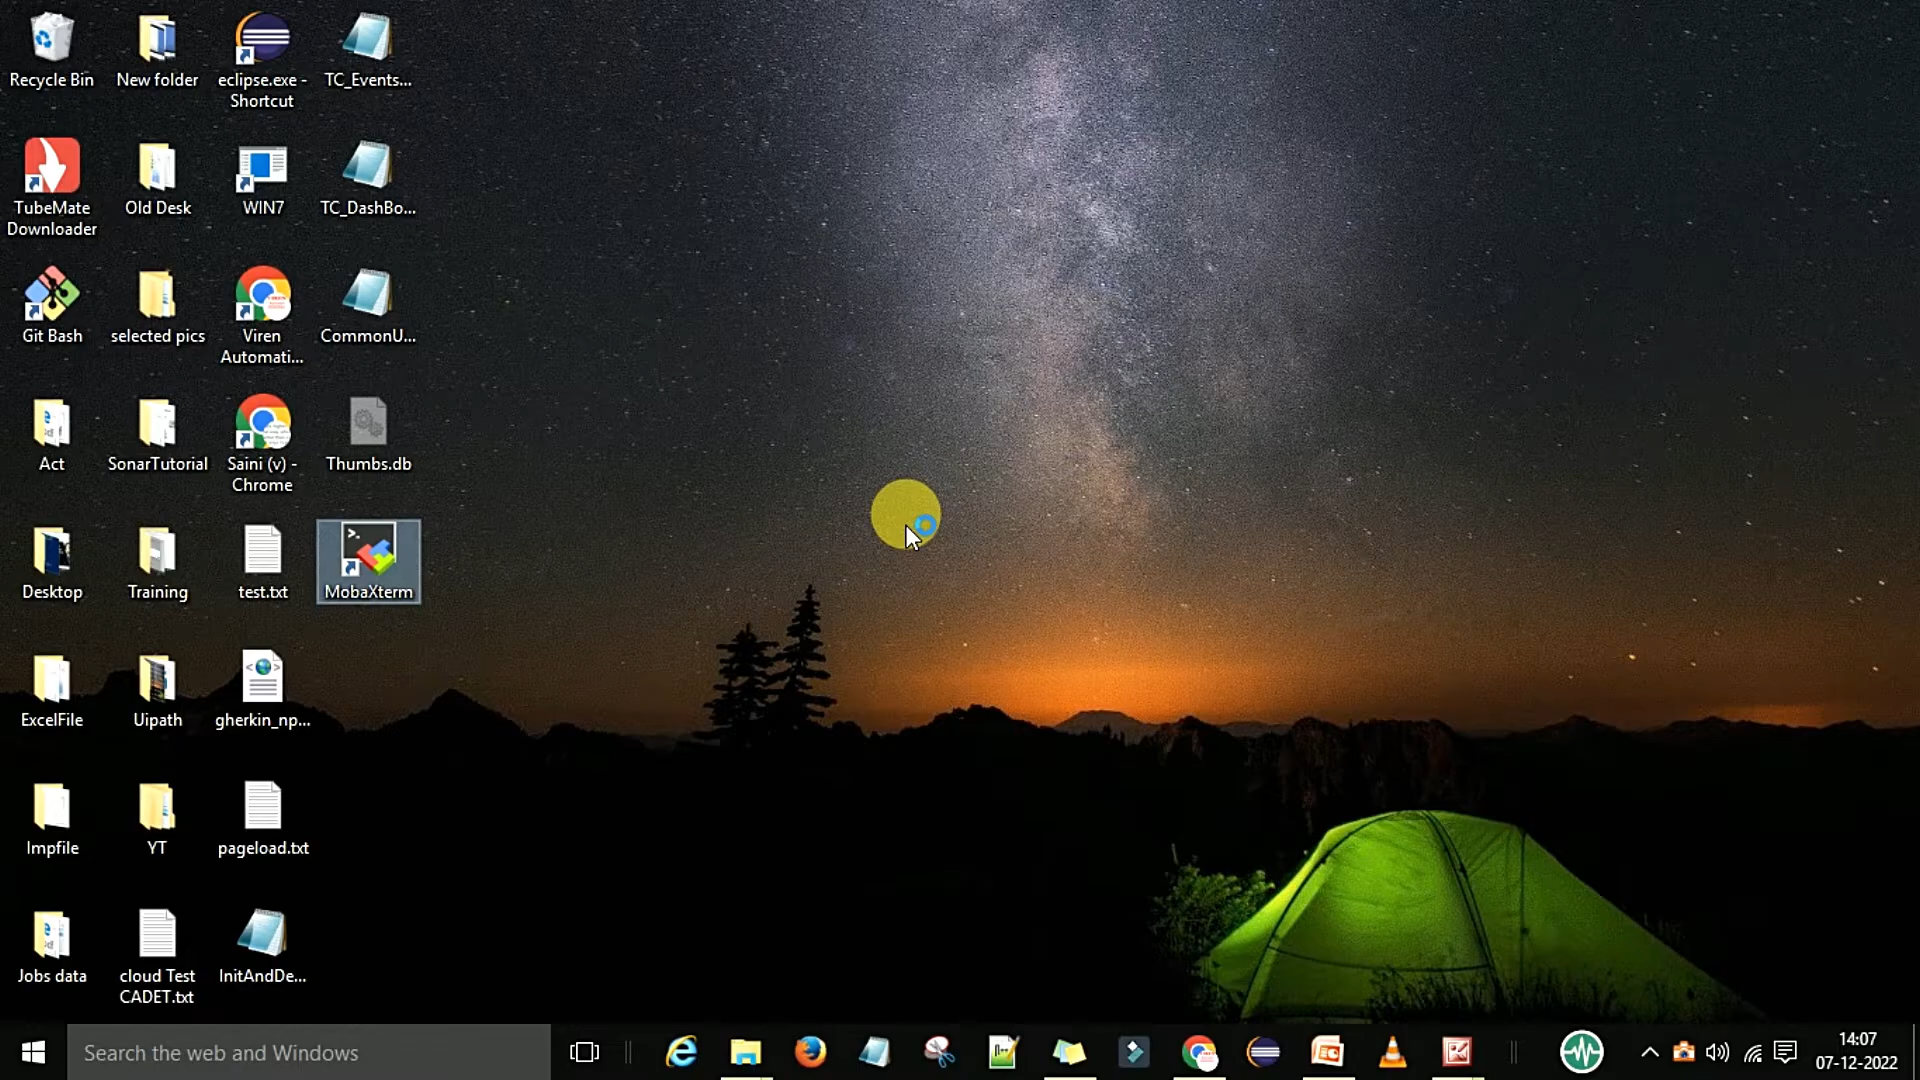 Recycle Bin
New folder
eclipse.exe -
Shortcut
TC_Events...
TubeMate
Downloader
Old Desk
WIN7
TC_DashBo...
Git Bash
selected pics
Viren
Automati...
CommonU...
Act
SonarTutorial
Saini (v) -
Chrome
Thumbs.db
Desktop
Training
test.txt
MobaXterm
ExcelFile
Uipath
gherkin_np...
Impfile
YT
pageload.txt
Jobs data
cloud Test
CADET.txt
InitAndDe...
Search the web and Windows
14:07
07-12-2022